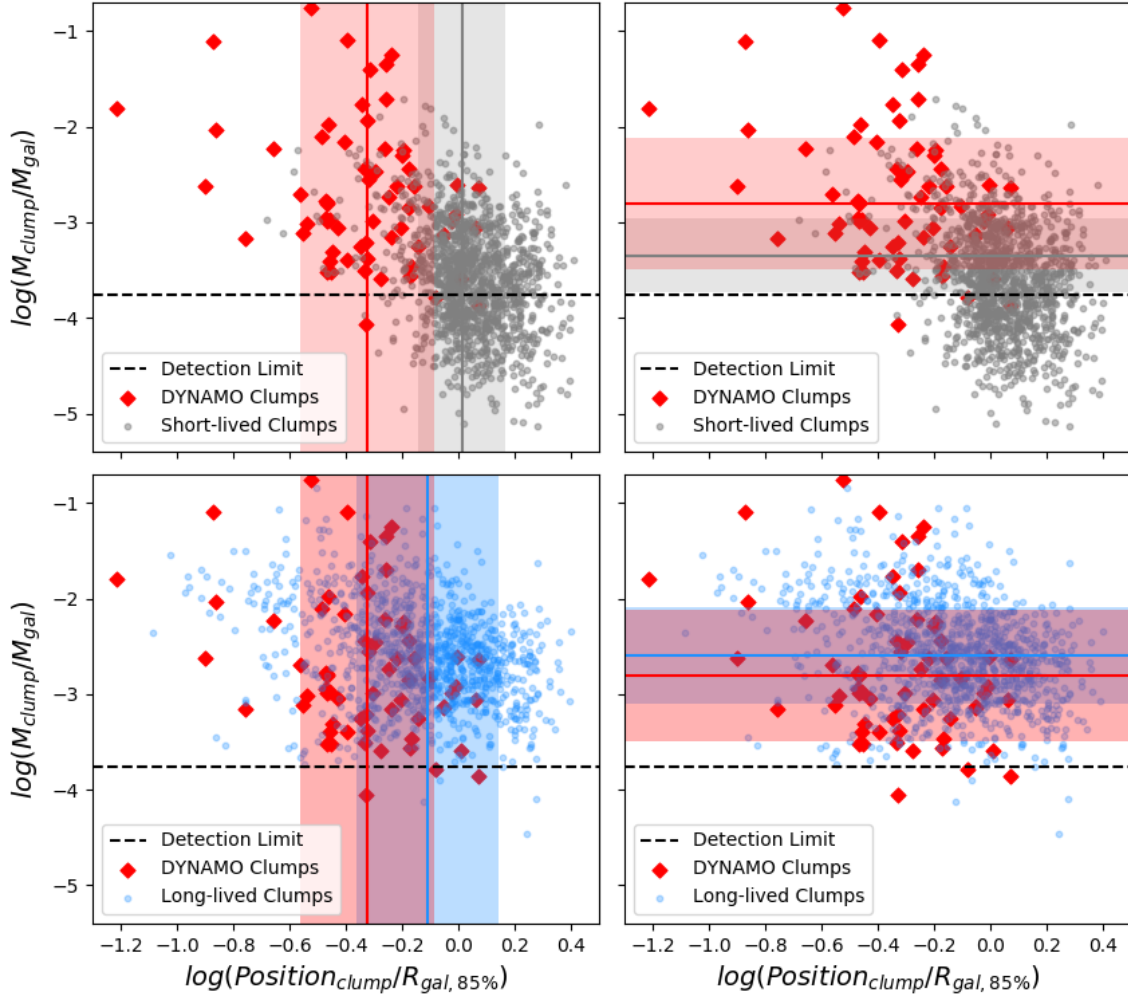 −1
−2
−3
−4
−5
log(M_clump/M_gal)
Detection Limit
DYNAMO Clumps
Short-lived Clumps
Detection Limit
DYNAMO Clumps
Short-lived Clumps
−1
−2
−3
−4
−5
log(M_clump/M_gal)
Detection Limit
DYNAMO Clumps
Long-lived Clumps
Detection Limit
DYNAMO Clumps
Long-lived Clumps
−1.2 −1.0 −0.8 −0.6 −0.4 −0.2 0.0 0.2 0.4
−1.2 −1.0 −0.8 −0.6 −0.4 −0.2 0.0 0.2 0.4
log(Position_clump/R_gal, 85%)
log(Position_clump/R_gal, 85%)